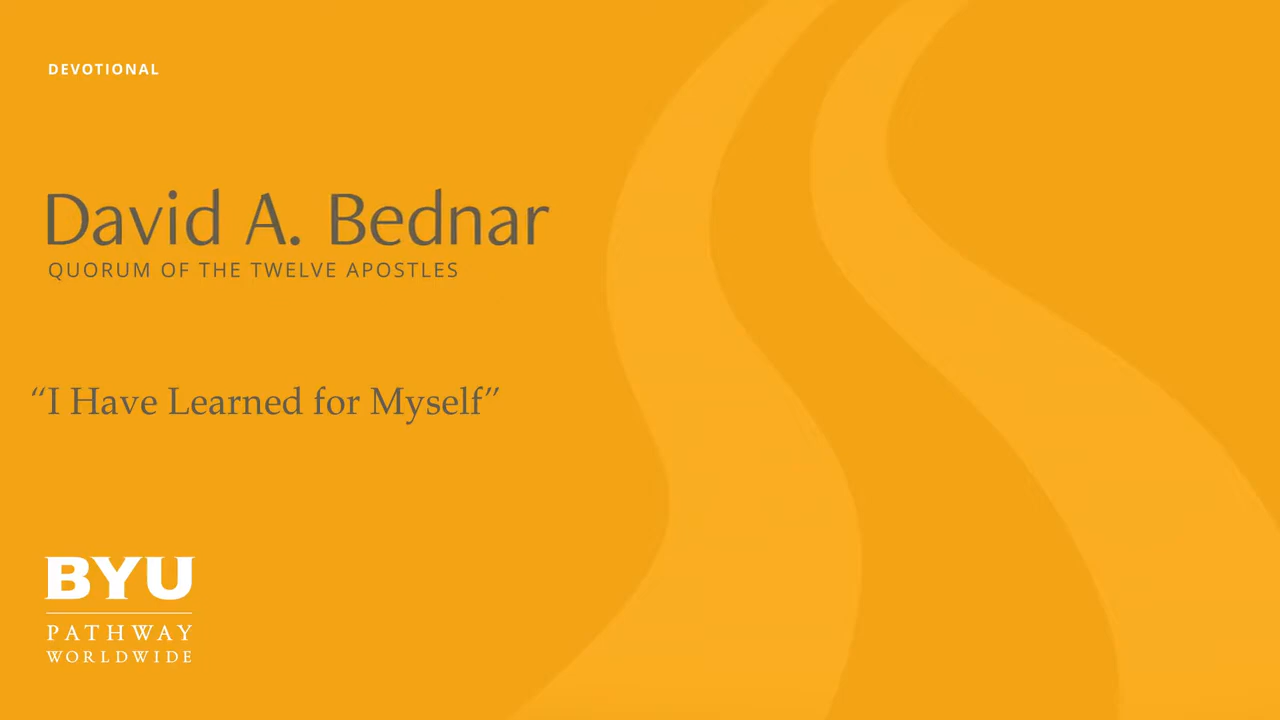 DEVOTIONAL
David A. Bednar
QUORUM OF THE TWELVE APOSTLES
“I Have Learned for Myself”
BYU
PATHWAY
WORLDWIDE